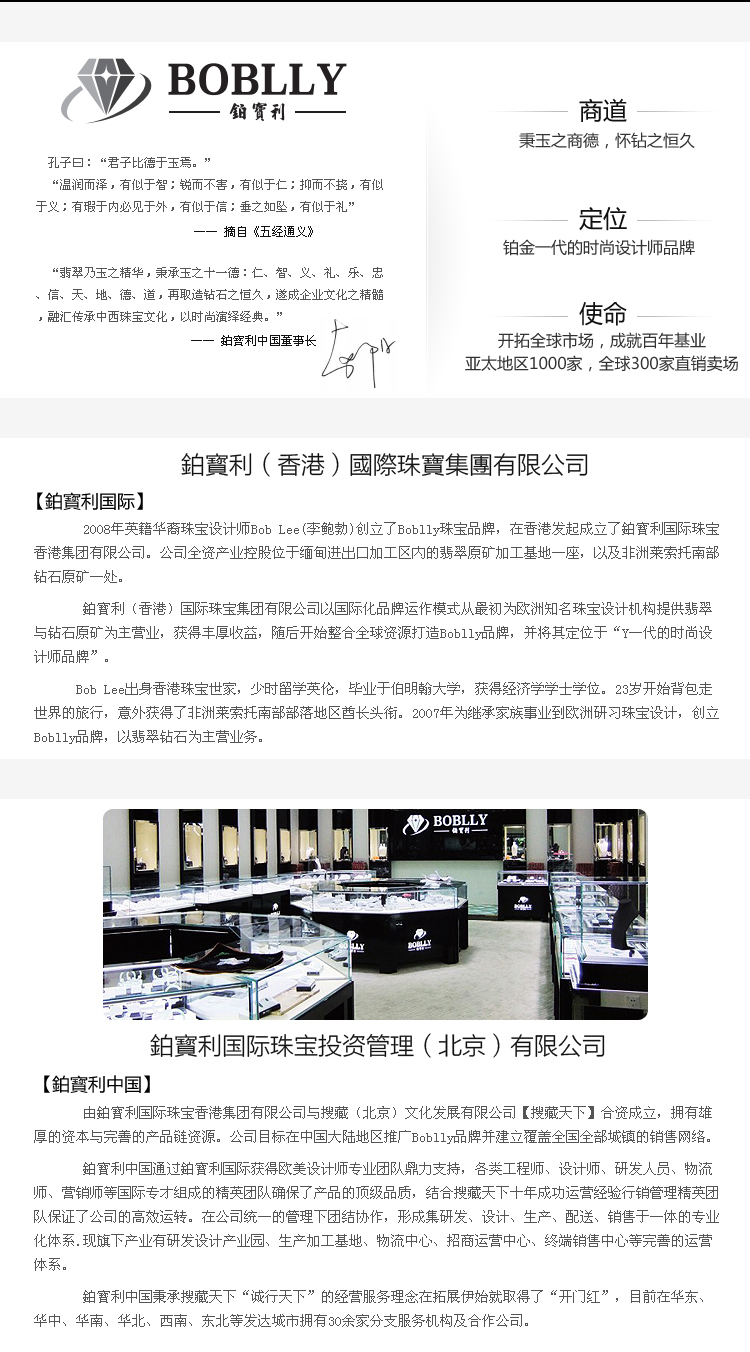 BOBLLY
鉑寶利
孔子曰：“君子比德于玉焉。”
“温润而泽，有似于智；锐而不害，有似于仁；抑而不挠，有似
于义；有瑕于内必见于外，有似于信；垂之如坠，有似于礼”
—— 摘自《五经通义》
“翡翠乃玉之精华，秉承玉之十一德：仁、智、义、礼、乐、忠
、信、天、地、德、道，再取造钻石之恒久，遂成企业文化之精髓
，融汇传承中西珠宝文化，以时尚演绎经典。”
—— 鉑寶利中国董事长
商道
秉玉之商德，怀钻之恒久
定位
铂金一代的时尚设计师品牌
使命
开拓全球市场，成就百年基业
亚太地区1000家，全球300家直销卖场
鉑寶利（香港）國際珠寶集團有限公司
【鉑寶利国际】
2008年英籍华裔珠宝设计师Bob Lee(李鲍勃)创立了Boblly珠宝品牌，在香港发起成立了鉑寶利国际珠宝
香港集团有限公司。公司全资产业控股位于缅甸进出口加工区内的翡翠原矿加工基地一座，以及非洲莱索托南部
钻石原矿一处。
鉑寶利（香港）国际珠宝集团有限公司以国际化品牌运作模式从最初为欧洲知名珠宝设计机构提供翡翠
与钻石原矿为主营业，获得丰厚收益，随后开始整合全球资源打造Boblly品牌，并将其定位于“Y一代的时尚设
计师品牌”。
Bob Lee出身香港珠宝世家，少时留学英伦，毕业于伯明翰大学，获得经济学学士学位。23岁开始背包走
世界的旅行，意外获得了非洲莱索托南部部落地区酋长头衔。2007年为继承家族事业到欧洲研习珠宝设计，创立
Boblly品牌，以翡翠钻石为主营业务。
BOBLLY
鉑寶利
BOBLLY
BOBLLY
BOBLLY
鉑寶利国际珠宝投资管理（北京）有限公司
【鉑寶利中国】
由鉑寶利国际珠宝香港集团有限公司与搜藏（北京）文化发展有限公司【搜藏天下】合资成立，拥有雄
厚的资本与完善的产品链资源。公司目标在中国大陆地区推广Boblly品牌并建立覆盖全国全部城镇的销售网络。
鉑寶利中国通过鉑寶利国际获得欧美设计师专业团队鼎力支持，各类工程师、设计师、研发人员、物流
师、营销师等国际专才组成的精英团队确保了产品的顶级品质，结合搜藏天下十年成功运营经验行销管理精英团
队保证了公司的高效运转。在公司统一的管理下团结协作，形成集研发、设计、生产、配送、销售于一体的专业
化体系.现旗下产业有研发设计产业园、生产加工基地、物流中心、招商运营中心、终端销售中心等完善的运营
体系。
鉑寶利中国秉承搜藏天下“诚行天下”的经营服务理念在拓展伊始就取得了“开门红”，目前在华东、
华中、华南、华北、西南、东北等发达城市拥有30余家分支服务机构及合作公司。